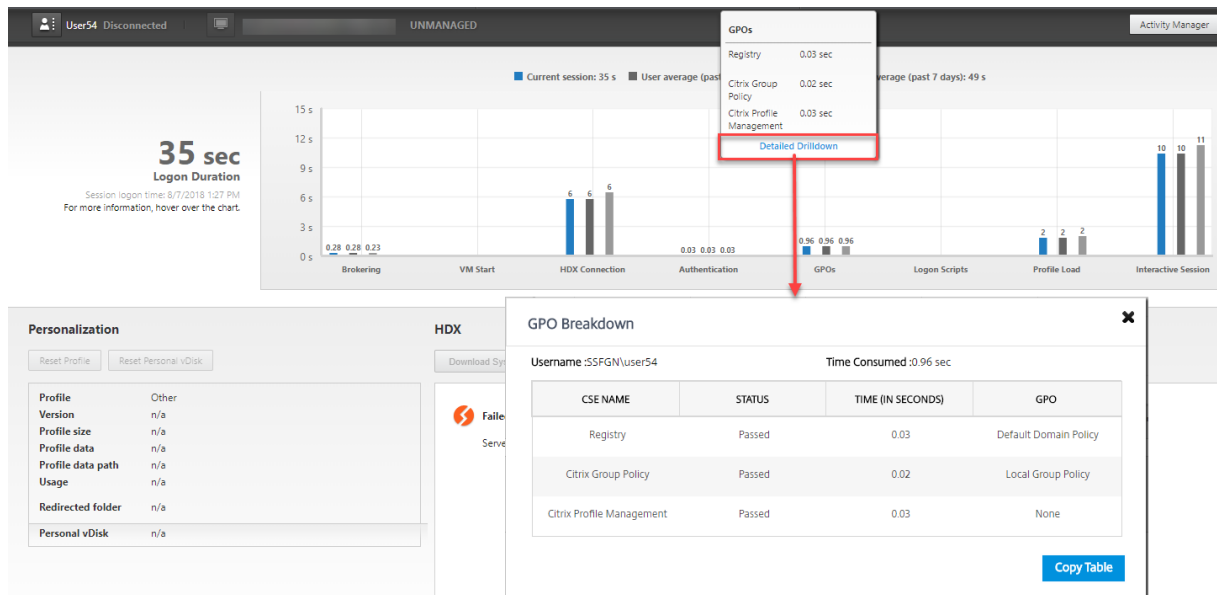 User54 Disconnected
UNMANAGED
Activity Manager
GPOs
Registry 0.03 sec
Citrix Group Policy 0.02 sec
Citrix Profile Management 0.03 sec
Detailed Drilldown
Current session: 35 s User average (past
verage (past 7 days): 49 s
35 sec
Logon Duration
Session logon time: 8/7/2018 1:27 PM
For more information, hover over the chart.
15 s
12 s
9 s
6 s
3 s
0 s
0.28 0.28 0.23
6 6 6
0.03 0.03 0.03
0.96 0.96 0.96
2 2 2
10 10 11
Brokering VM Start HDX Connection Authentication GPOs Logon Scripts Profile Load Interactive Session
Personalization
Reset Profile Reset Personal vDisk
Profile Other
Version n/a
Profile size n/a
Profile data n/a
Profile data path n/a
Usage n/a
Redirected folder n/a
Personal vDisk n/a
HDX
Download Sy
Faile
Serve
GPO Breakdown
Username :SSFGN\user54 Time Consumed :0.96 sec
CSE NAME STATUS TIME (IN SECONDS) GPO
Registry Passed 0.03 Default Domain Policy
Citrix Group Policy Passed 0.02 Local Group Policy
Citrix Profile Management Passed 0.03 None
Copy Table